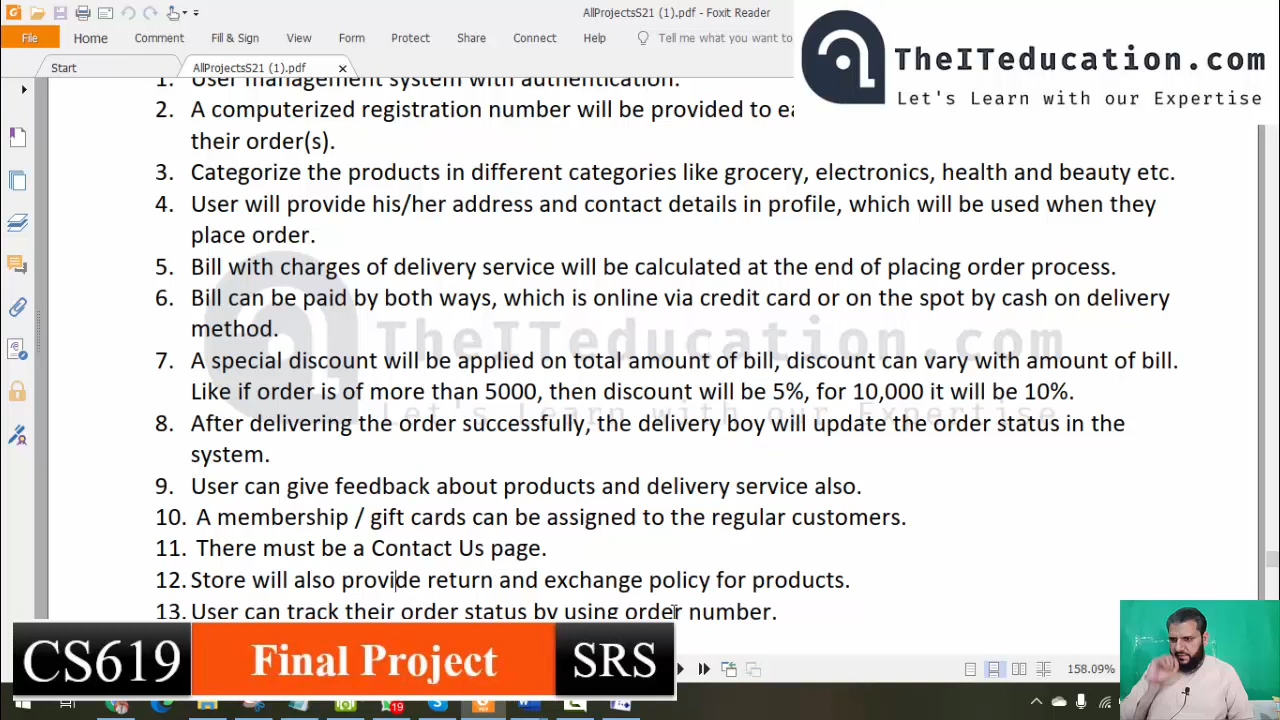 AllProjectsS21 (1).pdf - Foxit Reader
File Home Comment Fill & Sign View Form Protect Share Connect Help Tell me what you want to
Start AllProjectsS21 (1).pdf
TheITeducation.com
Let's Learn with our Expertise
1. User management system with authentication.
2. A computerized registration number will be provided to
their order(s).
3. Categorize the products in different categories like grocery, electronics, health and beauty etc.
4. User will provide his/her address and contact details in profile, which will be used when they
place order.
5. Bill with charges of delivery service will be calculated at the end of placing order process.
6. Bill can be paid by both ways, which is online via credit card or on the spot by cash on delivery
method.
7. A special discount will be applied on total amount of bill, discount can vary with amount of bill.
Like if order is of more than 5000, then discount will be 5%, for 10,000 it will be 10%.
8. After delivering the order successfully, the delivery boy will update the order status in the
system.
9. User can give feedback about products and delivery service also.
10. A membership / gift cards can be assigned to the regular customers.
11. There must be a Contact Us page.
12. Store will also provide return and exchange policy for products.
13. User can track their order status by using order number.
TheITeducation.com
Let's Learn with our Expertise
CS619 Final Project SRS
158.09%
19